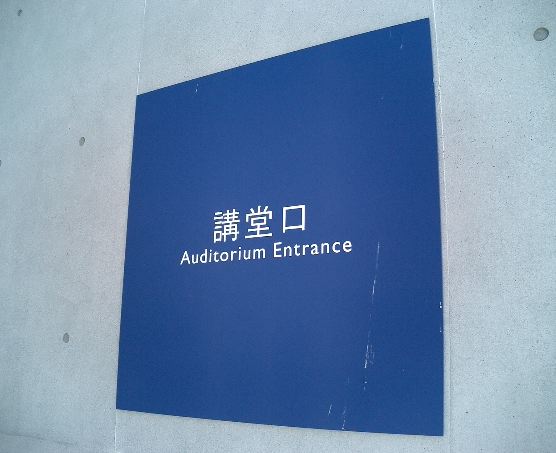 講堂口
Auditorium Entrance